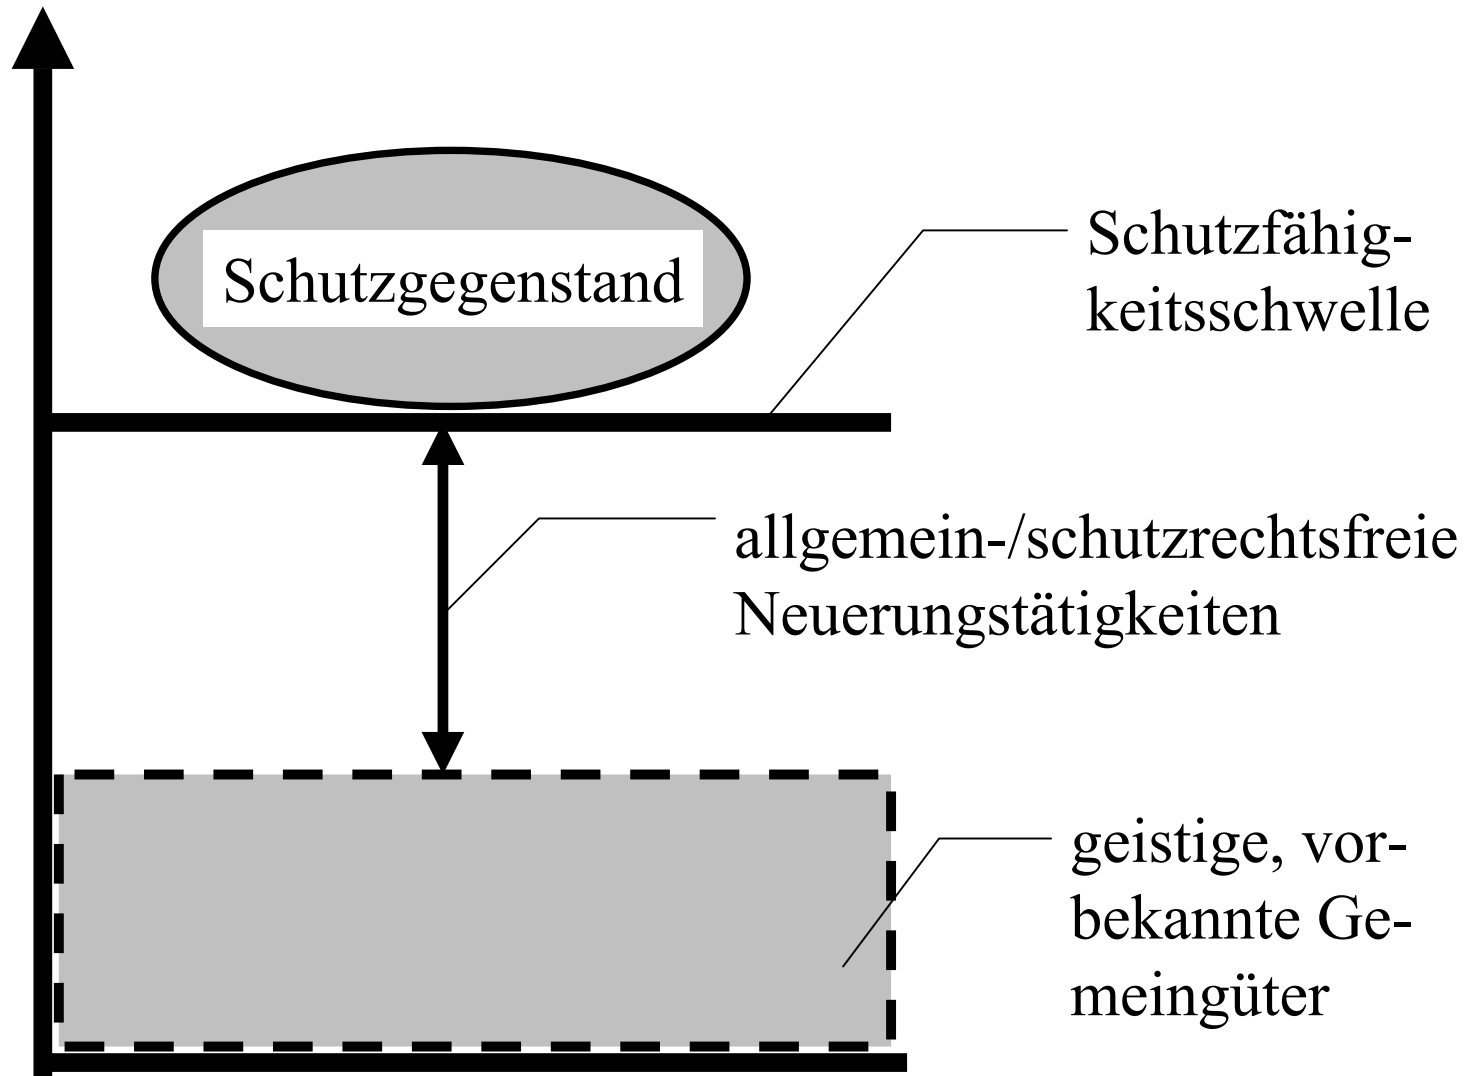 Schutzgegenstand
Schutzfähig-
keitsschwelle
allgemein-/schutzrechtsfreie
Neuerungstätigkeiten
geistige, vor-
bekannte Ge-
meingüter